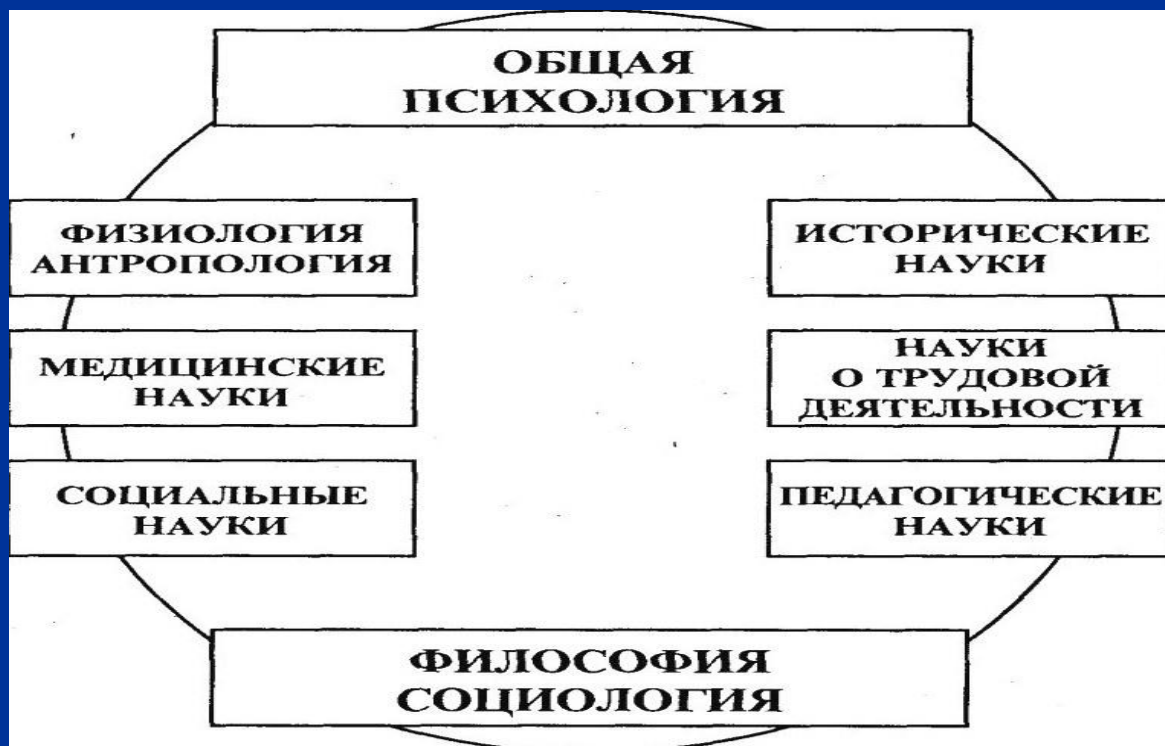 ОБЩАЯ
ПСИХОЛОГИЯ
ФИЗИОЛОГИЯ
АНТРОПОЛОГИЯ
ИСТОРИЧЕСКИЕ
НАУКИ
МЕДИЦИНСКИЕ
НАУКИ
НАУКИ
О ТРУДОВОЙ
ДЕЯТЕЛЬНОСТИ
СОЦИАЛЬНЫЕ
НАУКИ
ПЕДАГОГИЧЕСКИЕ
НАУКИ
ФИЛОСОФИЯ
СОЦИОЛОГИЯ